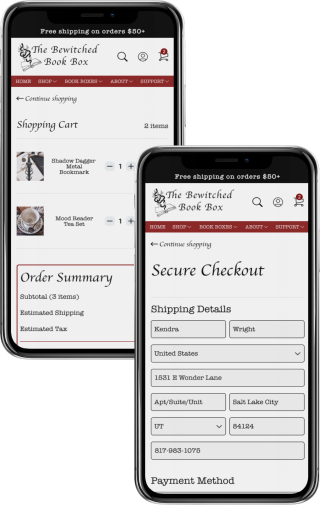 Free shipping on orders $50+
The Bewitched
Book Box
2
HOME SHOP BOOK BOXES ABOUT SUPPORT
← Continue shopping
Shopping Cart 2 items
Shadow Dagger
Metal
Bookmark
− 1 +
Mood Reader
Tea Set
− 1 +
Order Summary
Subtotal (3 items)
Estimated Shipping
Estimated Tax
Free shipping on orders $50+
The Bewitched
Book Box
2
HOME SHOP BOOK BOXES ABOUT SUPPORT
← Continue shopping
Secure Checkout
Shipping Details
Kendra Wright
United States
1831 E Wonder Lane
Apt/Suite/Unit Salt Lake City
UT 84124
817-983-1075
Payment Method